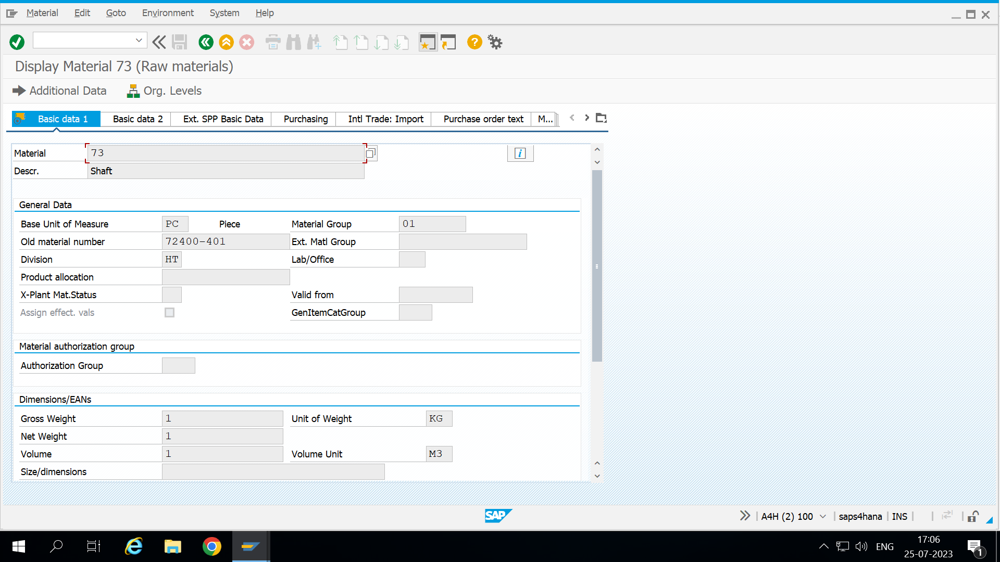 Material Edit Goto Environment System Help
Display Material 73 (Raw materials)
Additional Data Org. Levels
Basic data 1 Basic data 2 Ext. SPP Basic Data Purchasing Intl Trade: Import Purchase order text M...
Material 73
Descr. Shaft
General Data
Base Unit of Measure PC Piece Material Group 01
Old material number 72400-401 Ext. Matl Group
Division HT Lab/Office
Product allocation
X-Plant Mat.Status Valid from
Assign effect. vals GenItemCatGroup
Material authorization group
Authorization Group
Dimensions/EANs
Gross Weight 1 Unit of Weight KG
Net Weight 1
Volume 1 Volume Unit M3
Size/dimensions
SAP A4H (2) 100 saps4hana INS
ENG 17:06
25-07-2023 1